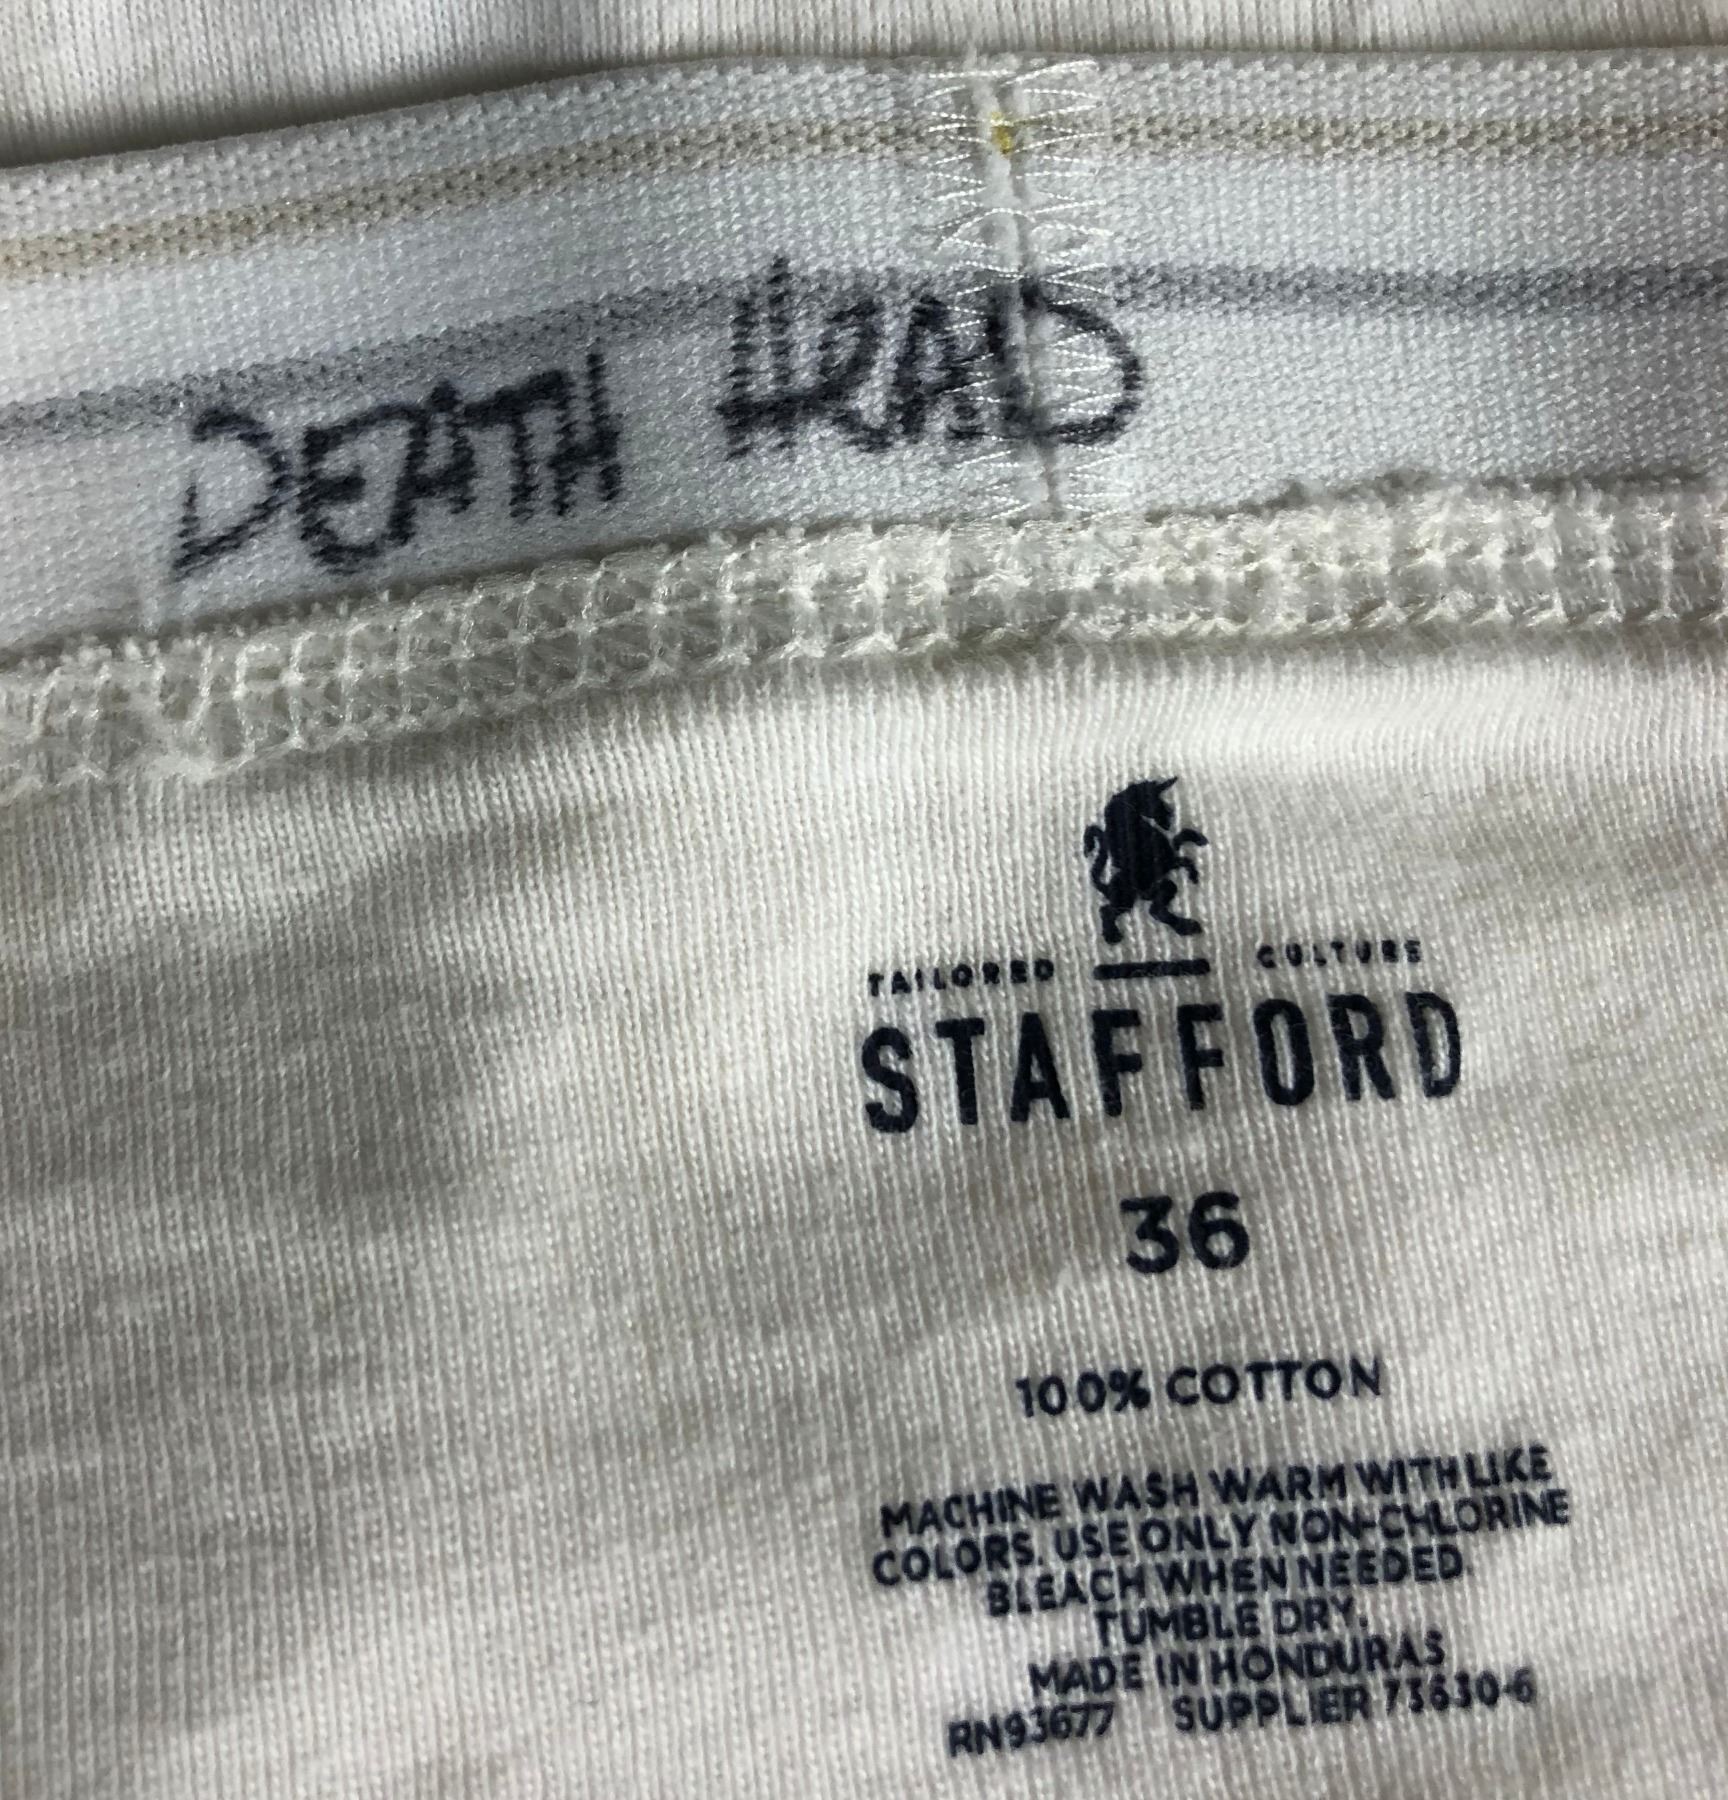 DEATH HEAD
TAILORED CULTURE
STAFFORD
36
100% COTTON
MACHINE WASH WARM WITH LIKE
COLORS. USE ONLY NON-CHLORINE
BLEACH WHEN NEEDED.
TUMBLE DRY.
MADE IN HONDURAS
RN93677 SUPPLIER 73630-6